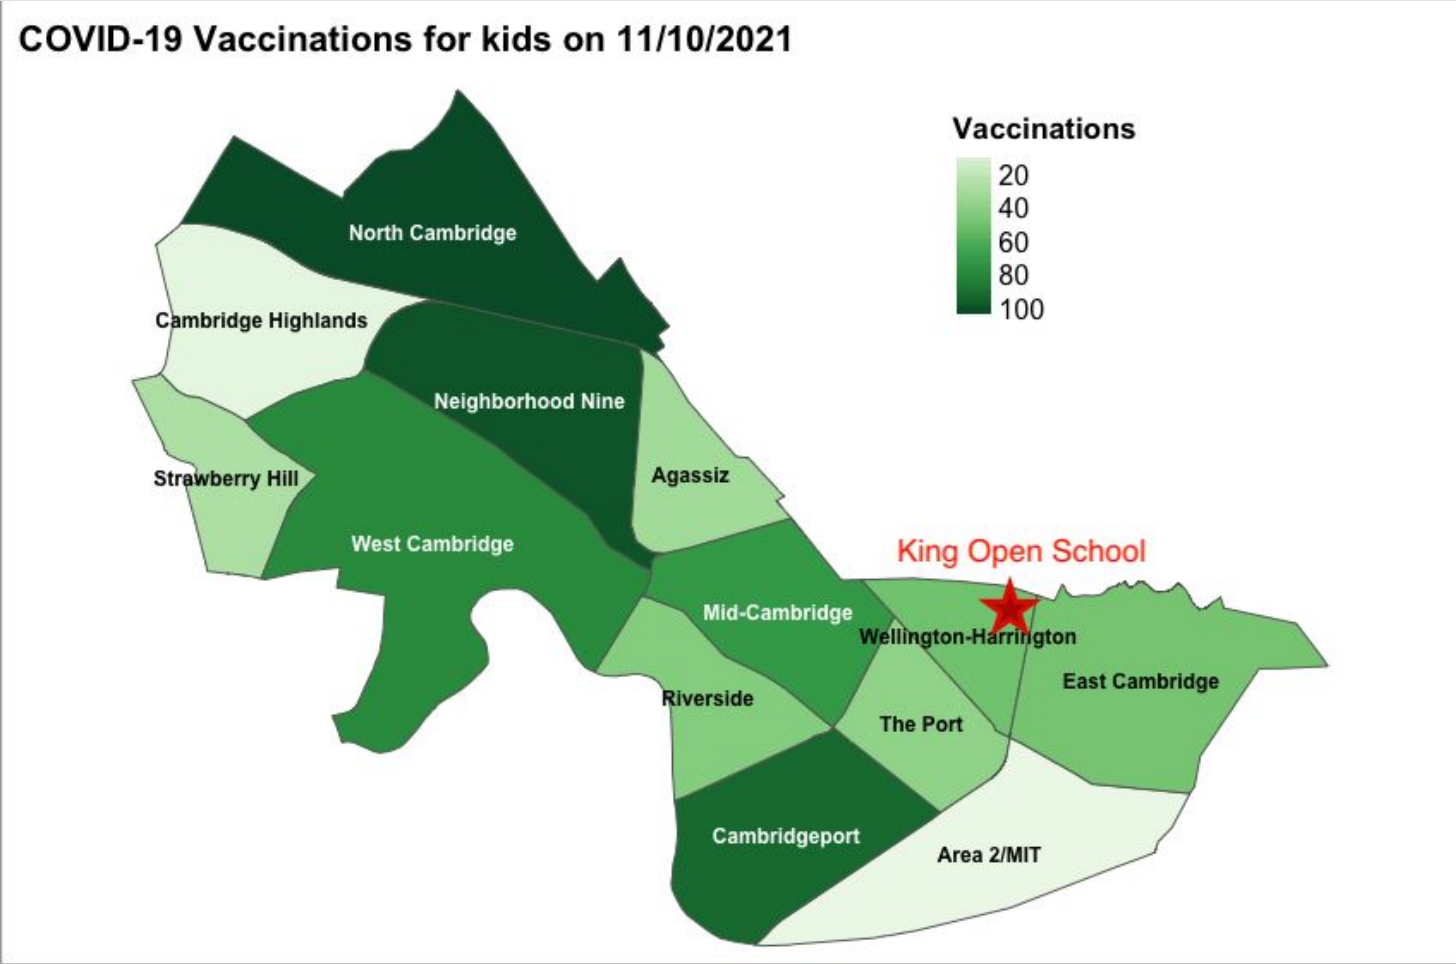 COVID-19 Vaccinations for kids on 11/10/2021
Vaccinations
20
40
60
80
100
North Cambridge
Cambridge Highlands
Neighborhood Nine
Strawberry Hill
Agassiz
West Cambridge
King Open School
Mid-Cambridge
Wellington-Harrington
East Cambridge
Riverside
The Port
Cambridgeport
Area 2/MIT